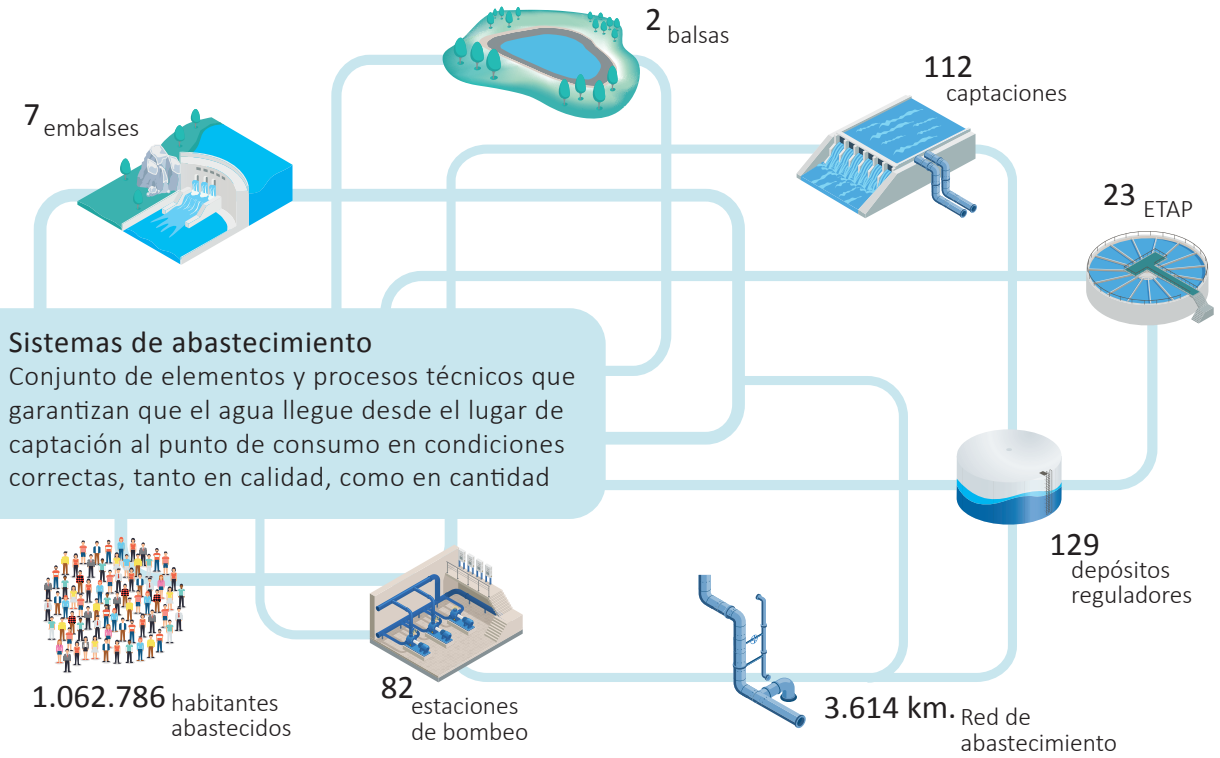 2 balsas
112
captaciones
7 embalses
23 ETAP
Sistemas de abastecimiento
Conjunto de elementos y procesos técnicos que
garantizan que el agua llegue desde el lugar de
captación al punto de consumo en condiciones
correctas, tanto en calidad, como en cantidad
129
depósitos
reguladores
1.062.786 habitantes
abastecidos
82 estaciones
de bombeo
3.614 km. Red de
abastecimiento